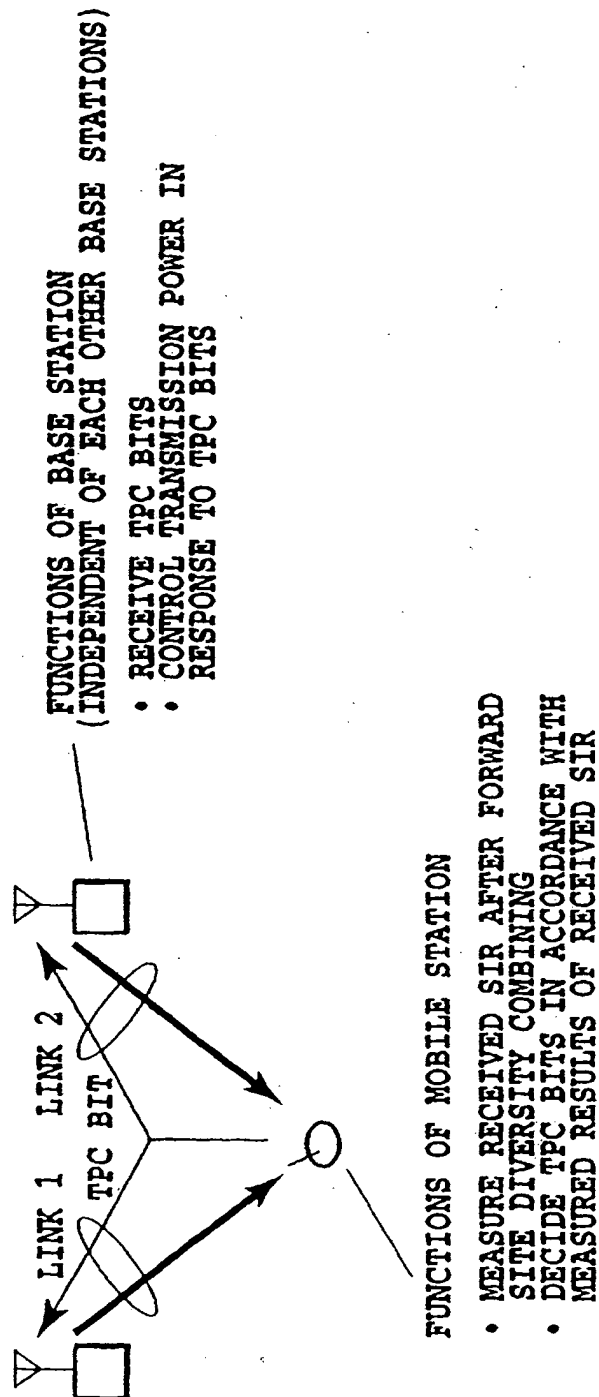 LINK 1
LINK 2
TPC BIT
FUNCTIONS OF BASE STATION
(INDEPENDENT OF EACH OTHER BASE STATIONS)
• RECEIVE TPC BITS
• CONTROL TRANSMISSION POWER IN
RESPONSE TO TPC BITS
FUNCTIONS OF MOBILE STATION
• MEASURE RECEIVED SIR AFTER FORWARD
SITE DIVERSITY COMBINING
• DECIDE TPC BITS IN ACCORDANCE WITH
MEASURED RESULTS OF RECEIVED SIR